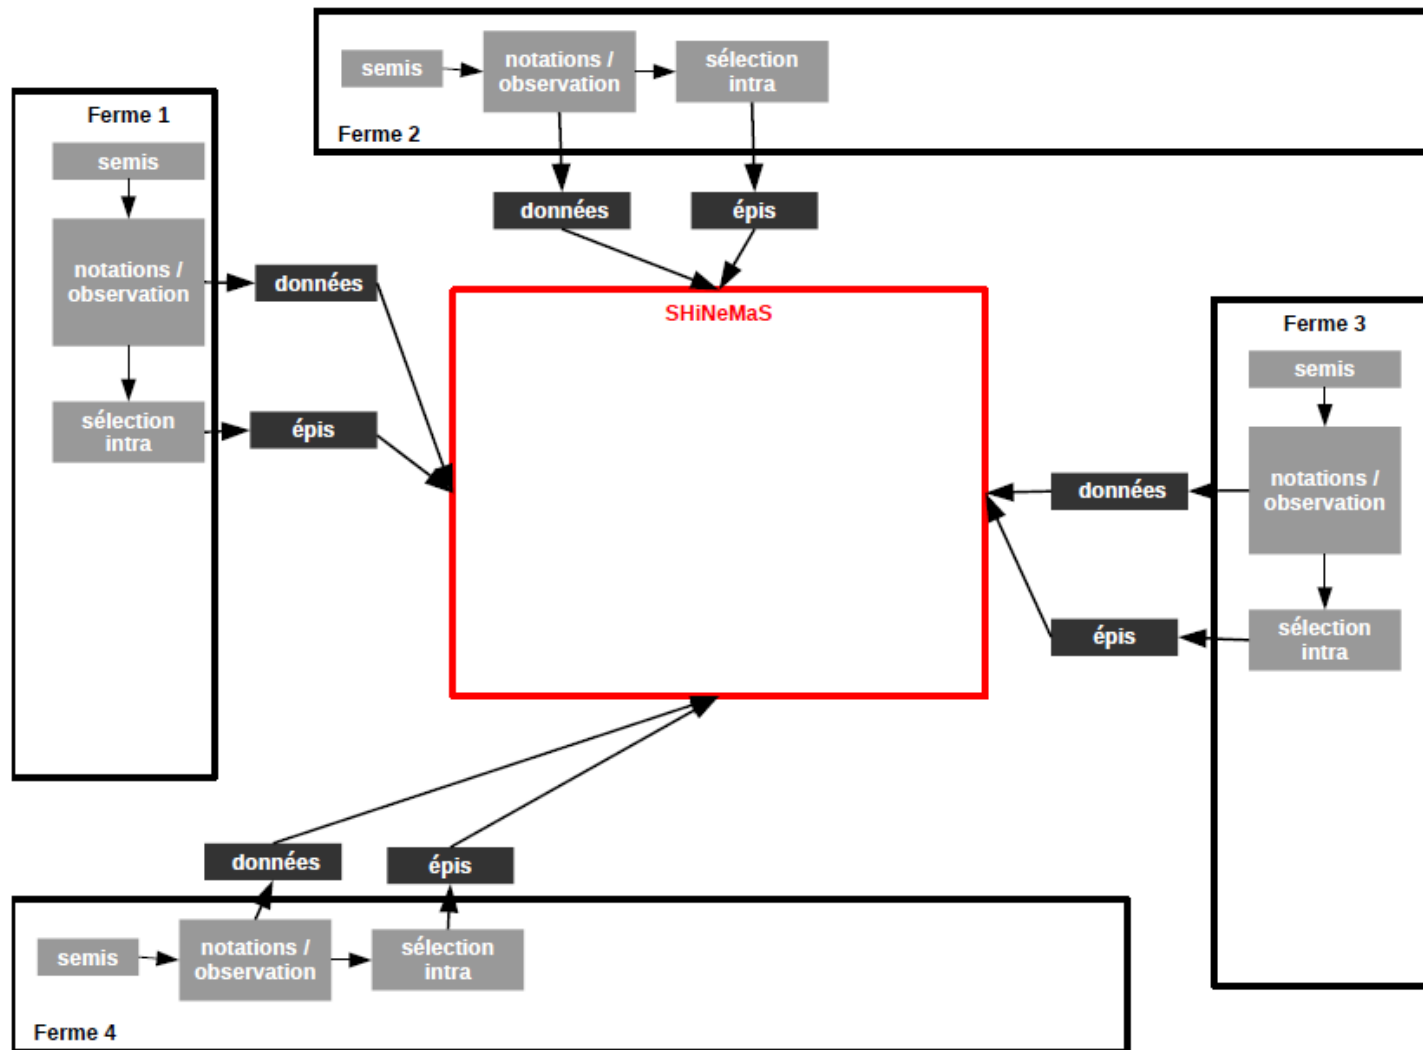 semis
notations /
observation
sélection
intra
Ferme 2
données
épis
Ferme 1
semis
notations /
observation
sélection
intra
données
épis
SHiNeMaS
Ferme 3
semis
notations /
observation
sélection
intra
données
épis
données
épis
semis
notations /
observation
sélection
intra
Ferme 4